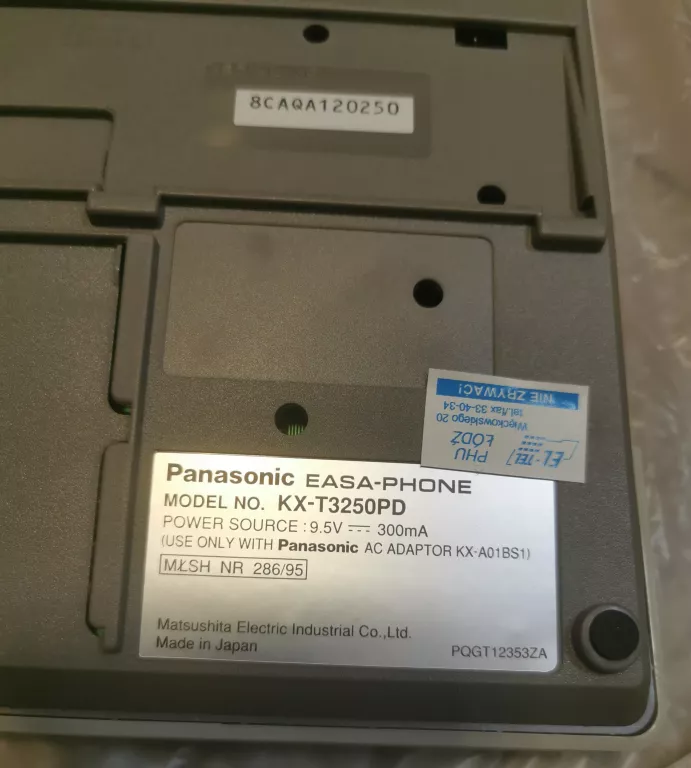 8CAQA120250
NIE ZRYWAĆ!
tel./fax 33-40-34
Więckowskiego 20
PHU
ŁÓDŹ
EL-TEL
Panasonic EASA-PHONE
MODEL NO. KX-T3250PD
POWER SOURCE : 9.5V ⎓ 300mA
(USE ONLY WITH Panasonic AC ADAPTOR KX-A01BS1)
MŁSH NR 286/95
Matsushita Electric Industrial Co.,Ltd.
Made in Japan
PQGT12353ZA